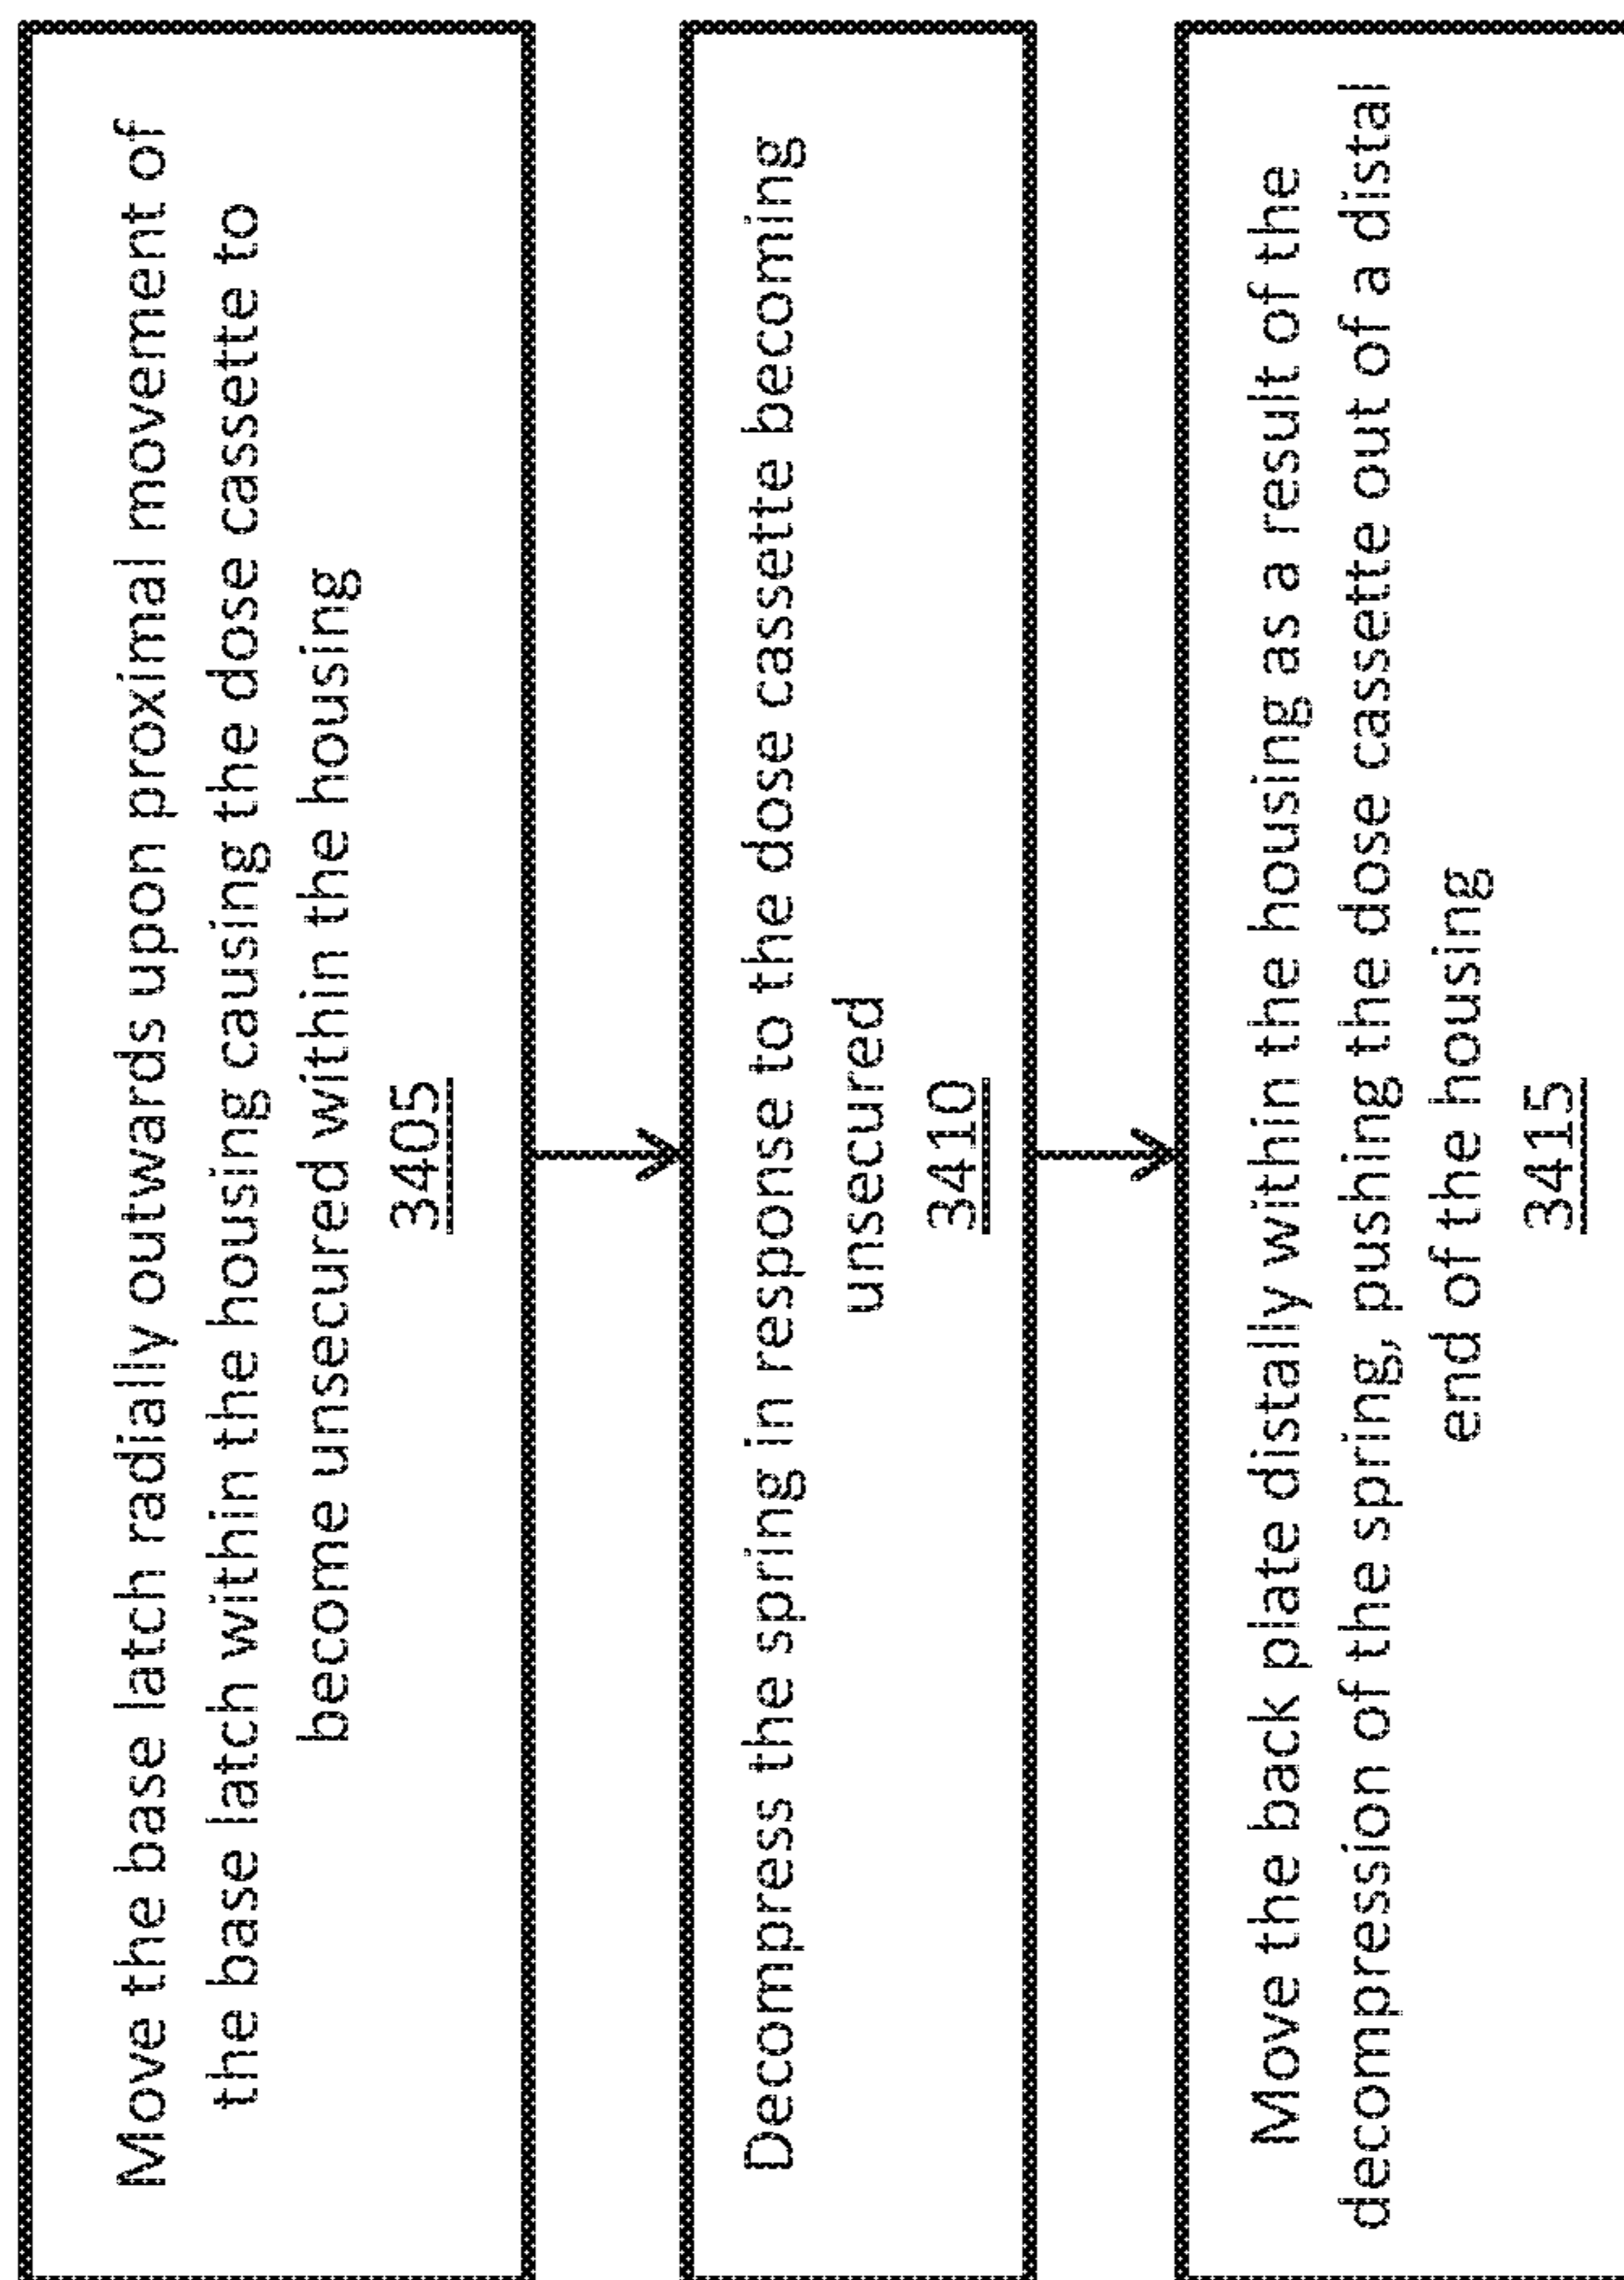 Move the base latch radially outwards upon proximal movement of
the base latch within the housing causing the dose cassette to
become unsecured within the housing
3405
Decompress the spring in response to the dose cassette becoming
unsecured
3410
Move the back plate distally within the housing as a result of the
decompression of the spring, pushing the dose cassette out of a distal
end of the housing
3415